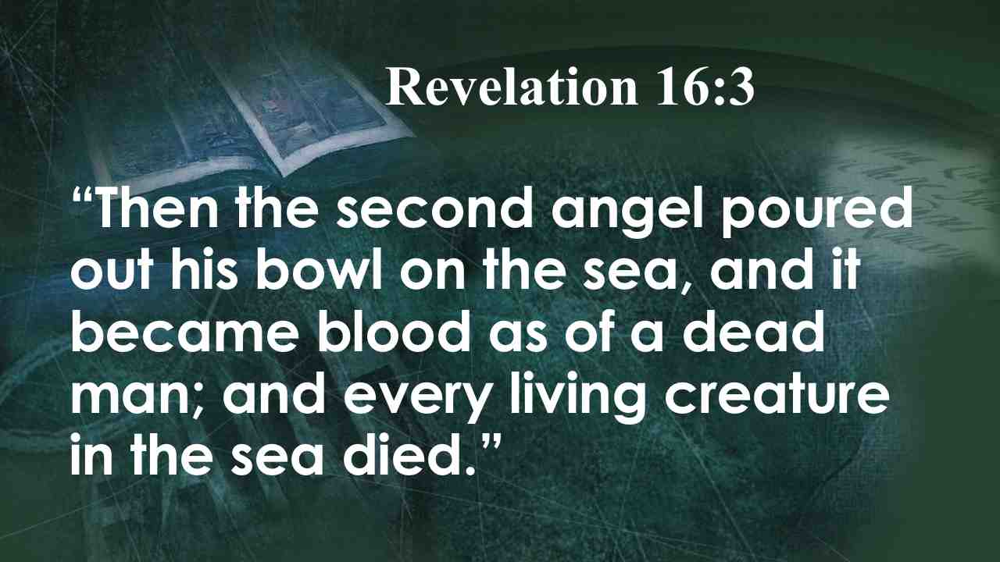 Revelation 16:3
“Then the second angel poured
out his bowl on the sea, and it
became blood as of a dead
man; and every living creature
in the sea died.”